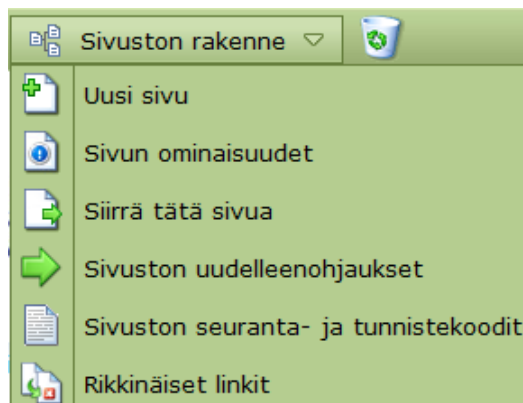 Sivuston rakenne
Uusi sivu
Sivun ominaisuudet
Siirrä tätä sivua
Sivuston uudelleenohjaukset
Sivuston seuranta- ja tunnistekoodit
Rikkinäiset linkit